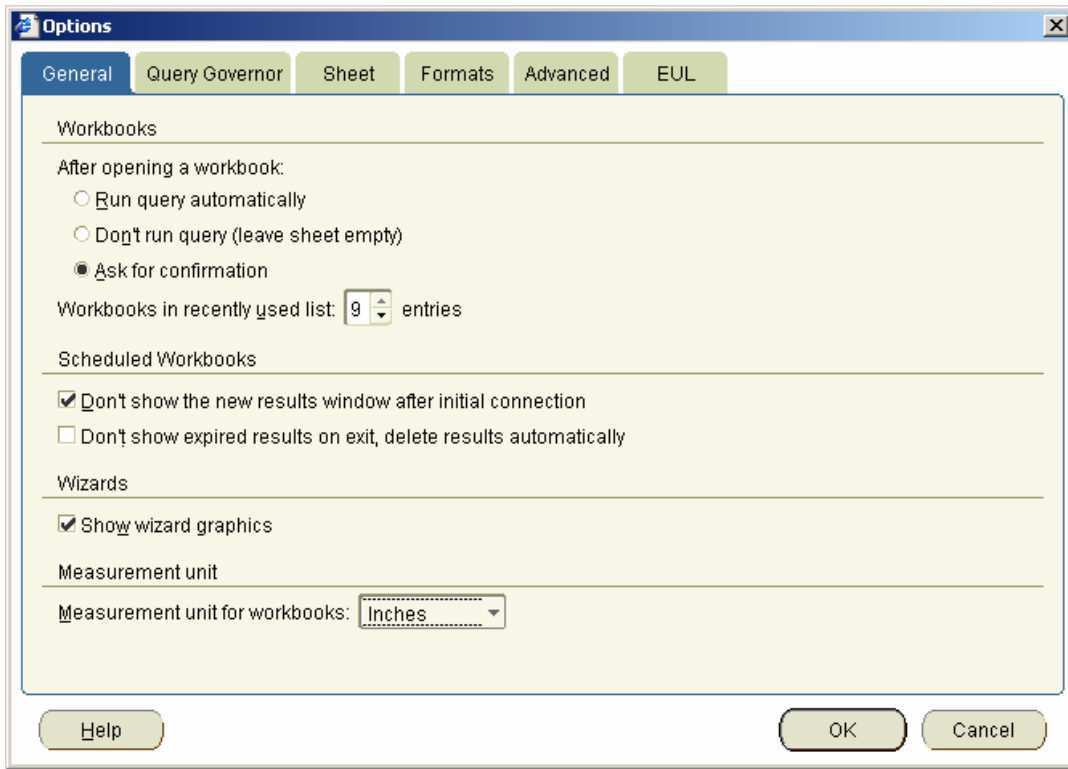 Options
General Query Governor Sheet Formats Advanced EUL
Workbooks
After opening a workbook:
Run query automatically
Don't run query (leave sheet empty)
Ask for confirmation
Workbooks in recently used list: 9 entries
Scheduled Workbooks
Don't show the new results window after initial connection
Don't show expired results on exit, delete results automatically
Wizards
Show wizard graphics
Measurement unit
Measurement unit for workbooks: Inches
Help OK Cancel